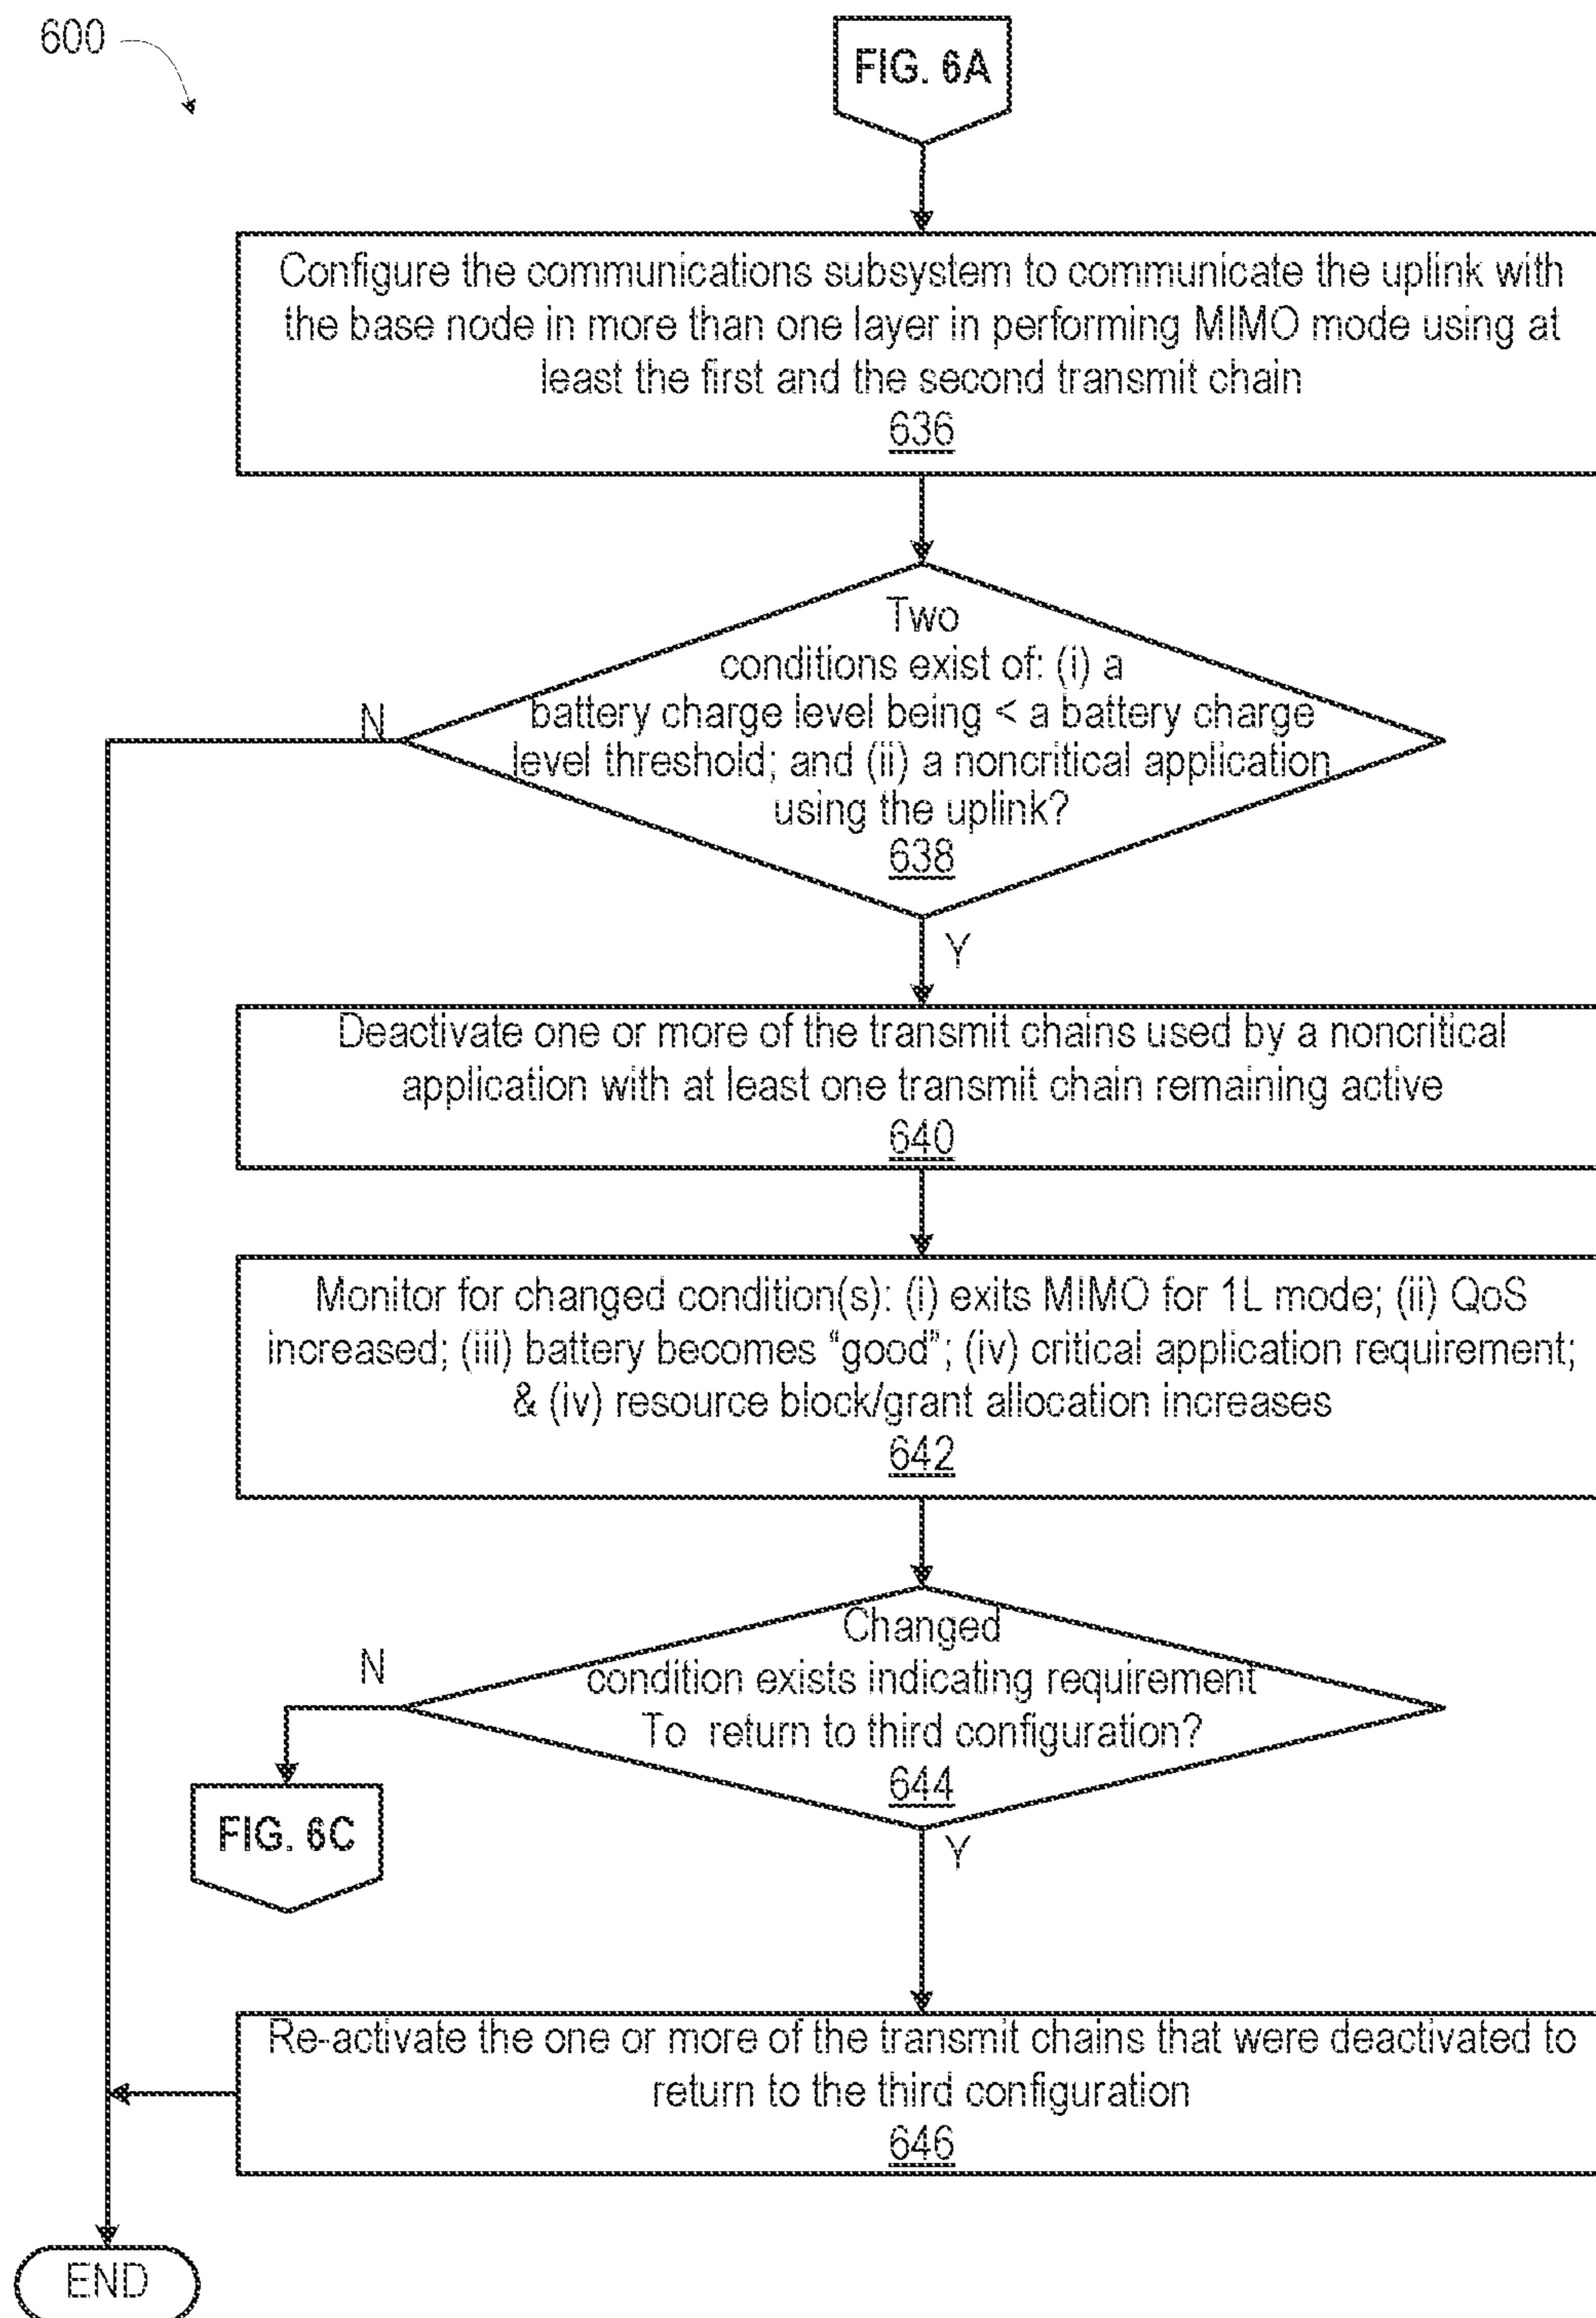 600
FIG. 6A
Configure the communications subsystem to communicate the uplink with
the base node in more than one layer in performing MIMO mode using at
least the first and the second transmit chain
636
Two
conditions exist of: (i) a
battery charge level being < a battery charge
level threshold; and (ii) a noncritical application
using the uplink?
638
N
Y
Deactivate one or more of the transmit chains used by a noncritical
application with at least one transmit chain remaining active
640
Monitor for changed condition(s): (i) exits MIMO for 1L mode; (ii) QoS
increased; (iii) battery becomes “good”; (iv) critical application requirement;
& (iv) resource block/grant allocation increases
642
Changed
condition exists indicating requirement
To return to third configuration?
644
N
FIG. 6C
Y
Re-activate the one or more of the transmit chains that were deactivated to
return to the third configuration
646
END